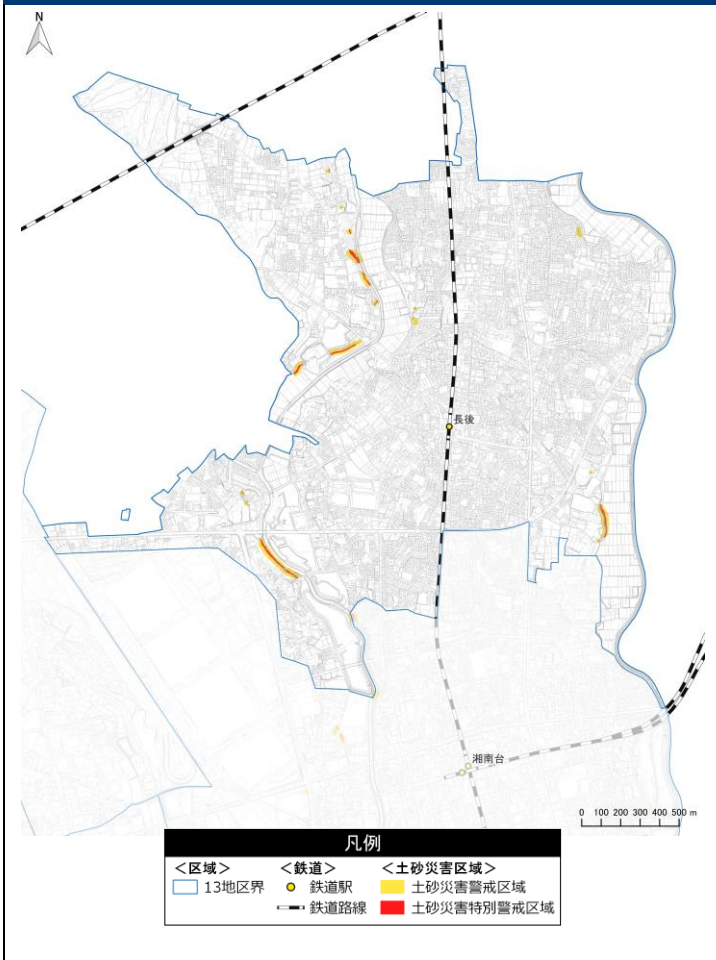 N
長後
湘南台
0 100 200 300 400 500 m
凡例
＜区域＞ ＜鉄道＞ ＜土砂災害区域＞
13地区界 鉄道駅 土砂災害警戒区域
鉄道路線 土砂災害特別警戒区域